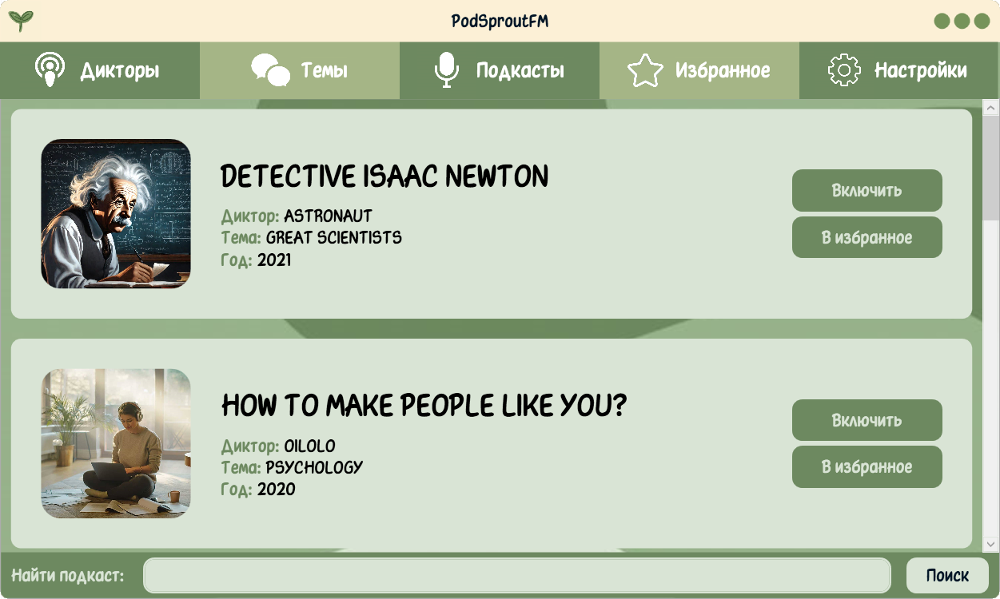 PodSproutFM
Дикторы
Темы
Подкасты
Избранное
Настройки
DETECTIVE ISAAC NEWTON
Диктор: ASTRONAUT
Тема: GREAT SCIENTISTS
Год: 2021
Включить
В избранное
HOW TO MAKE PEOPLE LIKE YOU?
Диктор: OILOLO
Тема: PSYCHOLOGY
Год: 2020
Включить
В избранное
Найти подкаст:
Поиск